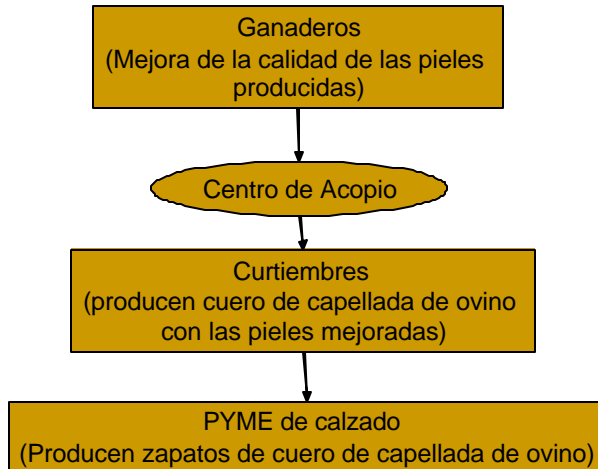 Ganaderos
(Mejora de la calidad de las pieles
producidas)
Centro de Acopio
Curtiembres
(producen cuero de capellada de ovino
con las pieles mejoradas)
PYME de calzado
(Producen zapatos de cuero de capellada de ovino)